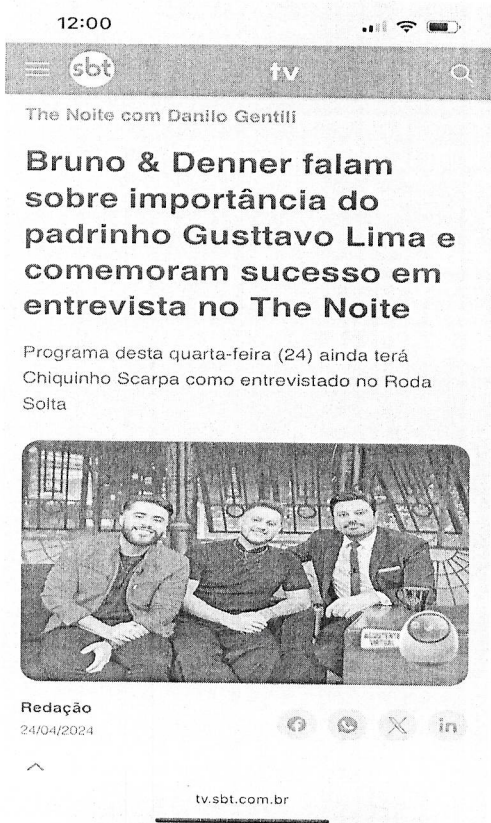 12:00
sbt
tv
The Noite com Danilo Gentili
Bruno & Denner falam
sobre importância do
padrinho Gusttavo Lima e
comemoram sucesso em
entrevista no The Noite
Programa desta quarta-feira (24) ainda terá
Chiquinho Scarpa como entrevistado no Roda
Solta
ASSISTENTE
VIRTUAL
Redação
24/04/2024
tv.sbt.com.br